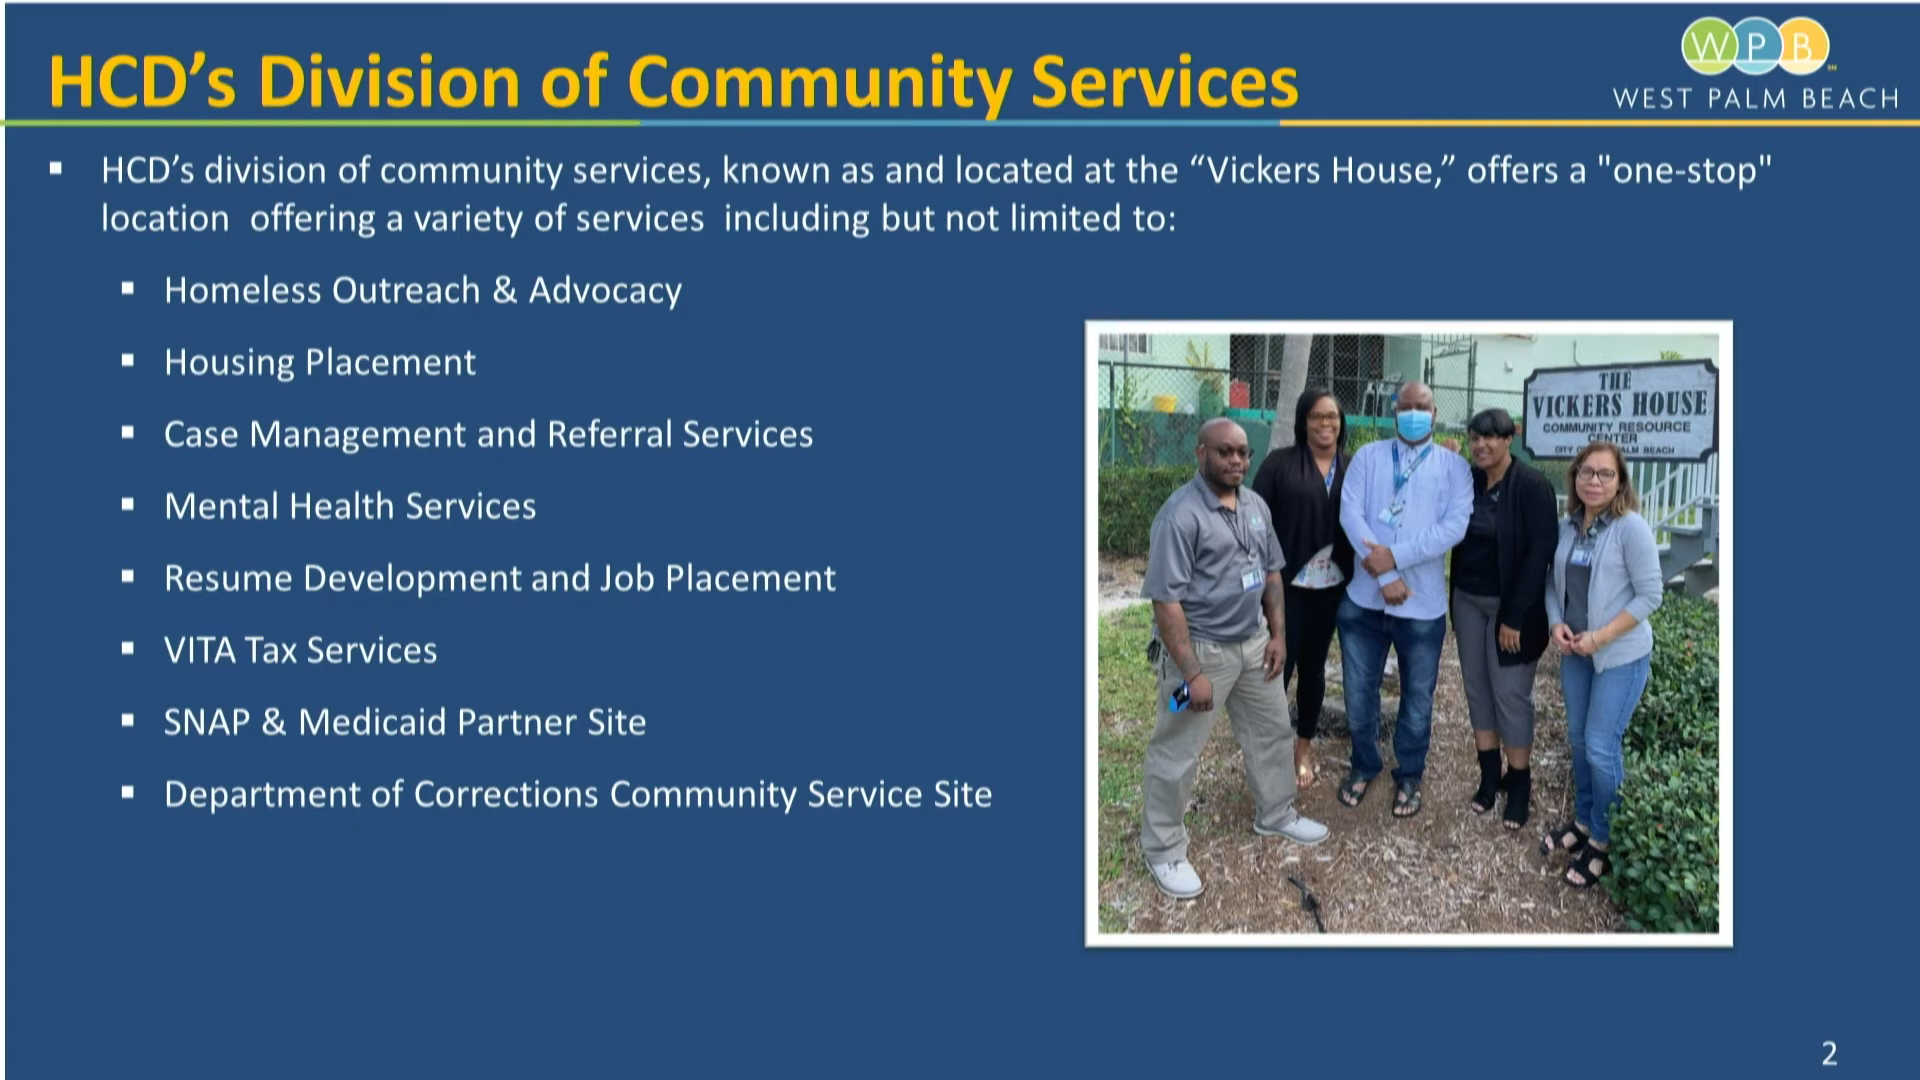 HCD’s Division of Community Services
WPB
SM
WEST PALM BEACH
▪ HCD’s division of community services, known as and located at the “Vickers House,” offers a "one-stop"
location offering a variety of services including but not limited to:
▪ Homeless Outreach & Advocacy
▪ Housing Placement
▪ Case Management and Referral Services
▪ Mental Health Services
▪ Resume Development and Job Placement
▪ VITA Tax Services
▪ SNAP & Medicaid Partner Site
▪ Department of Corrections Community Service Site
THE
VICKERS HOUSE
COMMUNITY RESOURCE
CENTER
CITY BEACH
2